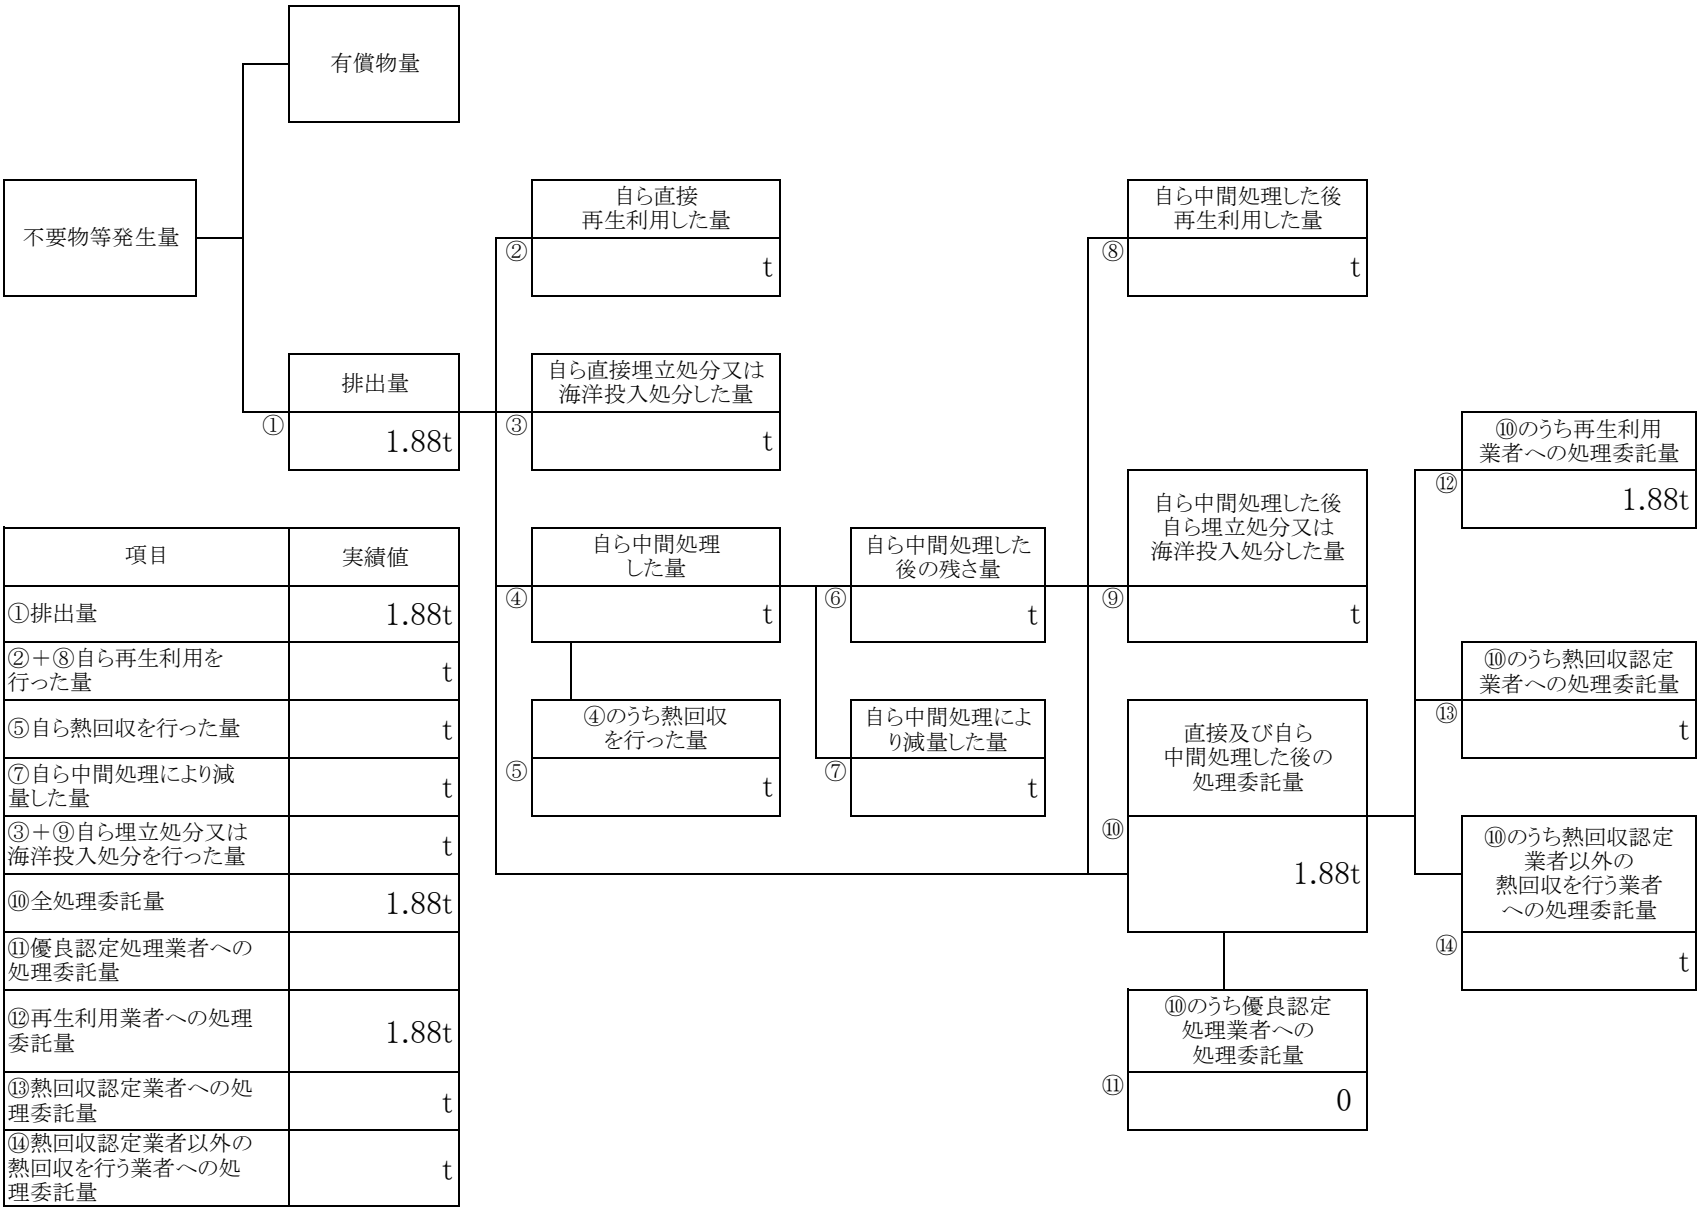 有償物量
不要物等発生量
自ら直接
再生利用した量
②
t
自ら中間処理した後
再生利用した量
⑧
t
排出量
①
1.88t
自ら直接埋立処分又は
海洋投入処分した量
③
t
⑩のうち再生利用
業者への処理委託量
⑫
1.88t
自ら中間処理した後
自ら埋立処分又は
海洋投入処分した量
⑨
t
自ら中間処理
した量
④
t
自ら中間処理した
後の残さ量
⑥
t
⑩のうち熱回収認定
業者への処理委託量
⑬
t
④のうち熱回収
を行った量
⑤
t
自ら中間処理によ
り減量した量
⑦
t
直接及び自ら
中間処理した後の
処理委託量
⑩
1.88t
⑩のうち熱回収認定
業者以外の
熱回収を行う業者
への処理委託量
⑭
t
⑩のうち優良認定
処理業者への
処理委託量
⑪
0
項目
実績値
①排出量
1.88t
②+⑧自ら再生利用を
行った量
t
⑤自ら熱回収を行った量
t
⑦自ら中間処理により減
量した量
t
③+⑨自ら埋立処分又は
海洋投入処分を行った量
t
⑩全処理委託量
1.88t
⑪優良認定処理業者への
処理委託量
⑫再生利用業者への処理
委託量
1.88t
⑬熱回収認定業者への処
理委託量
t
⑭熱回収認定業者以外の
熱回収を行う業者への処
理委託量
t